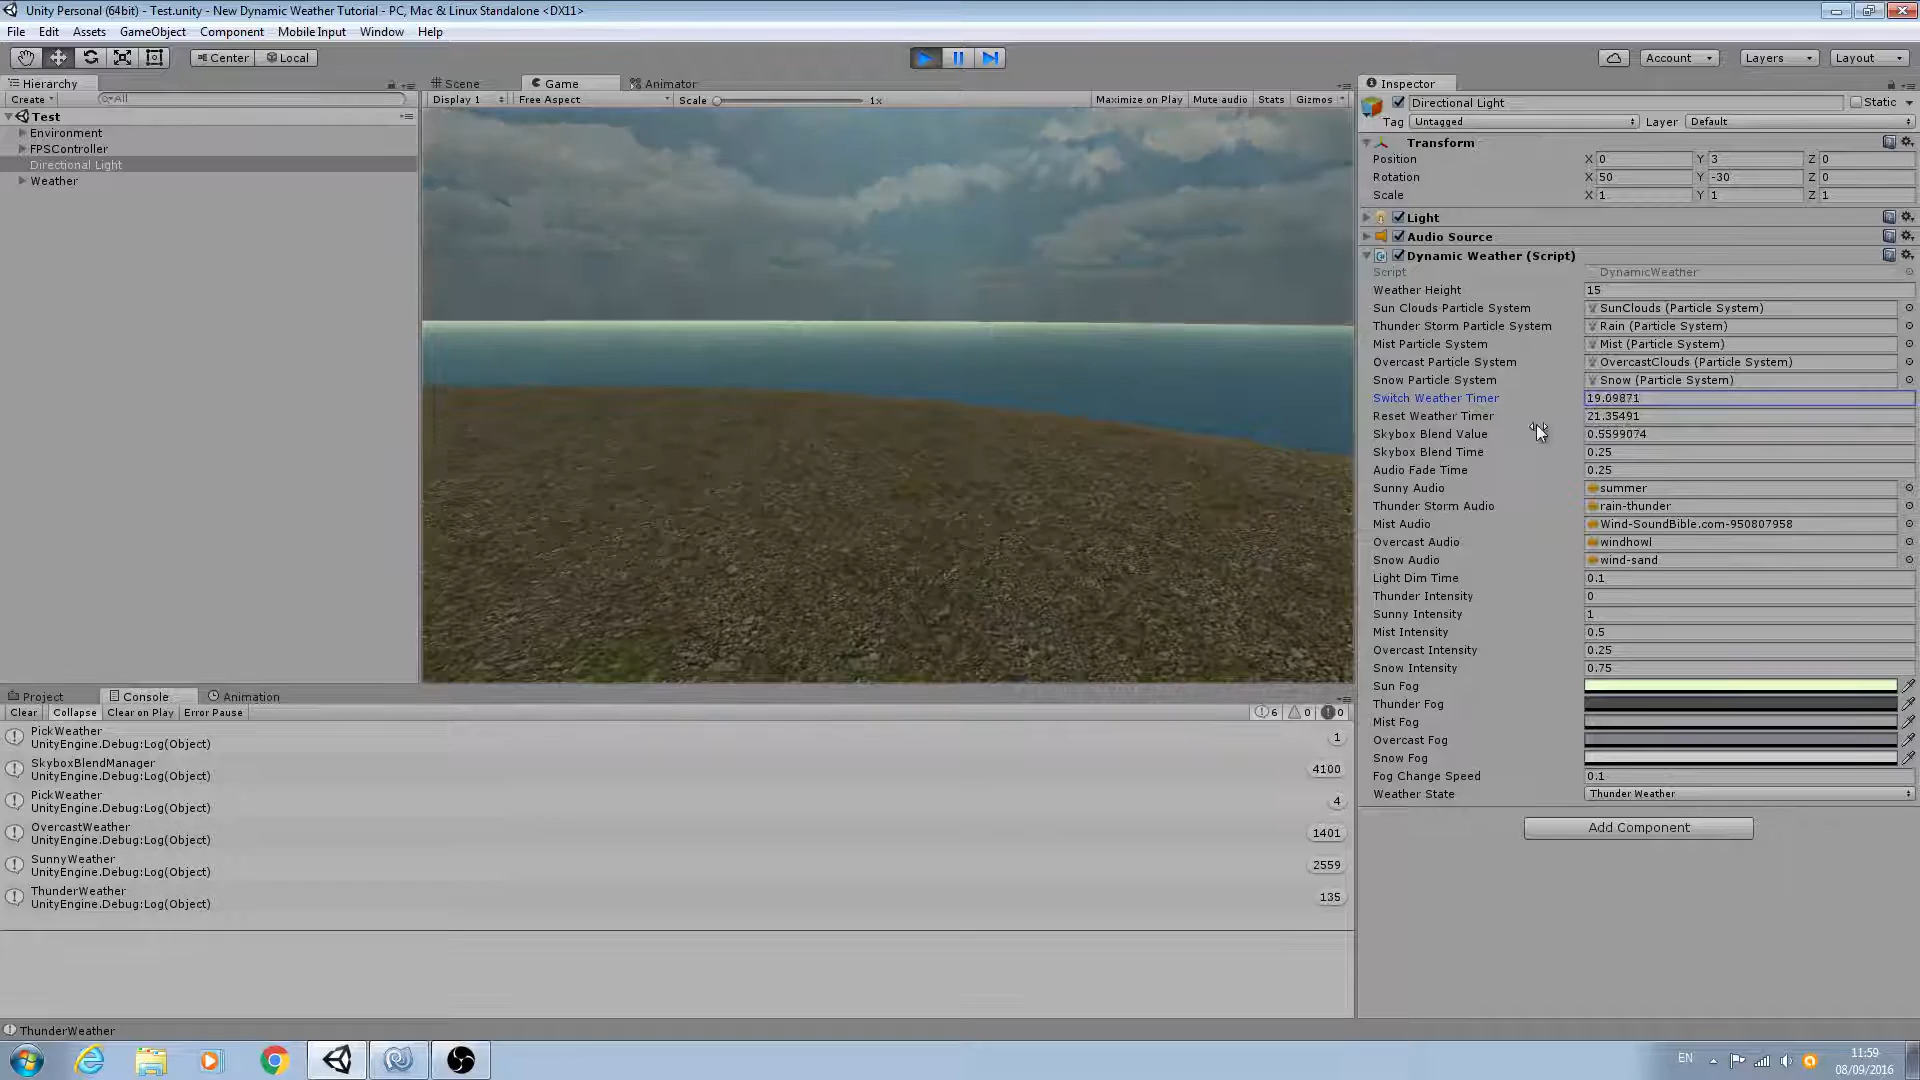 Unity Personal (64bit) - Test.unity - New Dynamic Weather Tutorial - PC, Mac & Linux Standalone <DX11>
File Edit Assets GameObject Component Mobile Input Window Help
Center Local Account Layers Layout
Hierarchy
Create All
Test
Environment
FPSController
Directional Light
Weather
Scene Game Animator
Display 1 Free Aspect Scale 1x Maximize on Play Mute audio Stats Gizmos
Inspector
Directional Light Static
Tag Untagged Layer Default
Transform
Position X 0 Y 3 Z 0
Rotation X 50 Y -30 Z 0
Scale X 1 Y 1 Z 1
Light
Audio Source
Dynamic Weather (Script)
Script DynamicWeather
Weather Height 15
Sun Clouds Particle System SunClouds (Particle System)
Thunder Storm Particle System Rain (Particle System)
Mist Particle System Mist (Particle System)
Overcast Particle System OvercastClouds (Particle System)
Snow Particle System Snow (Particle System)
Switch Weather Timer 19.09871
Reset Weather Timer 21.35491
Skybox Blend Value 0.5599074
Skybox Blend Time 0.25
Audio Fade Time 0.25
Sunny Audio summer
Thunder Storm Audio rain-thunder
Mist Audio Wind-SoundBible.com-950807958
Overcast Audio windhowl
Snow Audio wind-sand
Light Dim Time 0.1
Thunder Intensity 0
Sunny Intensity 1
Mist Intensity 0.5
Overcast Intensity 0.25
Snow Intensity 0.75
Sun Fog
Thunder Fog
Mist Fog
Overcast Fog
Snow Fog
Fog Change Speed 0.1
Weather State Thunder Weather
Add Component
Project Console Animation
Clear Collapse Clear on Play Error Pause 6 0 0
PickWeather
UnityEngine.Debug:Log(Object) 1
SkyboxBlendManager
UnityEngine.Debug:Log(Object) 4100
PickWeather
UnityEngine.Debug:Log(Object) 4
OvercastWeather
UnityEngine.Debug:Log(Object) 1401
SunnyWeather
UnityEngine.Debug:Log(Object) 2559
ThunderWeather
UnityEngine.Debug:Log(Object) 135
ThunderWeather
EN 11:59
08/09/2016